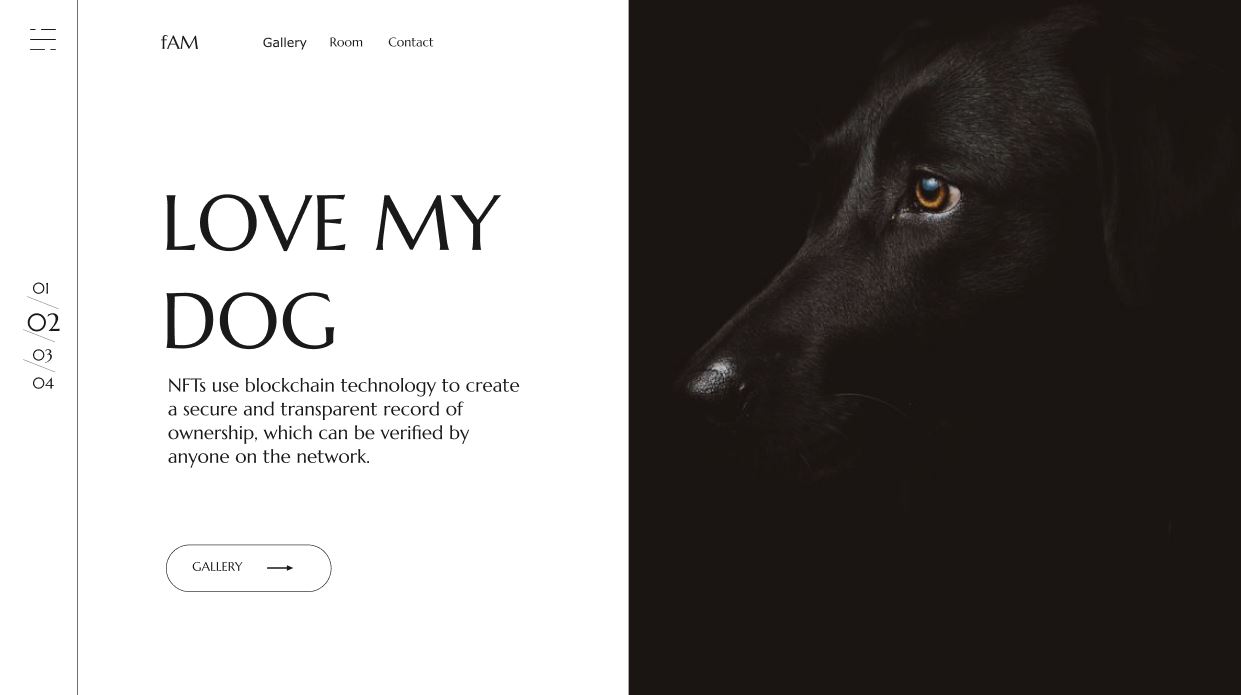 fAM
Gallery Room Contact
LOVE MY
DOG
01
02
03
04
NFTs use blockchain technology to create
a secure and transparent record of
ownership, which can be verified by
anyone on the network.
GALLERY